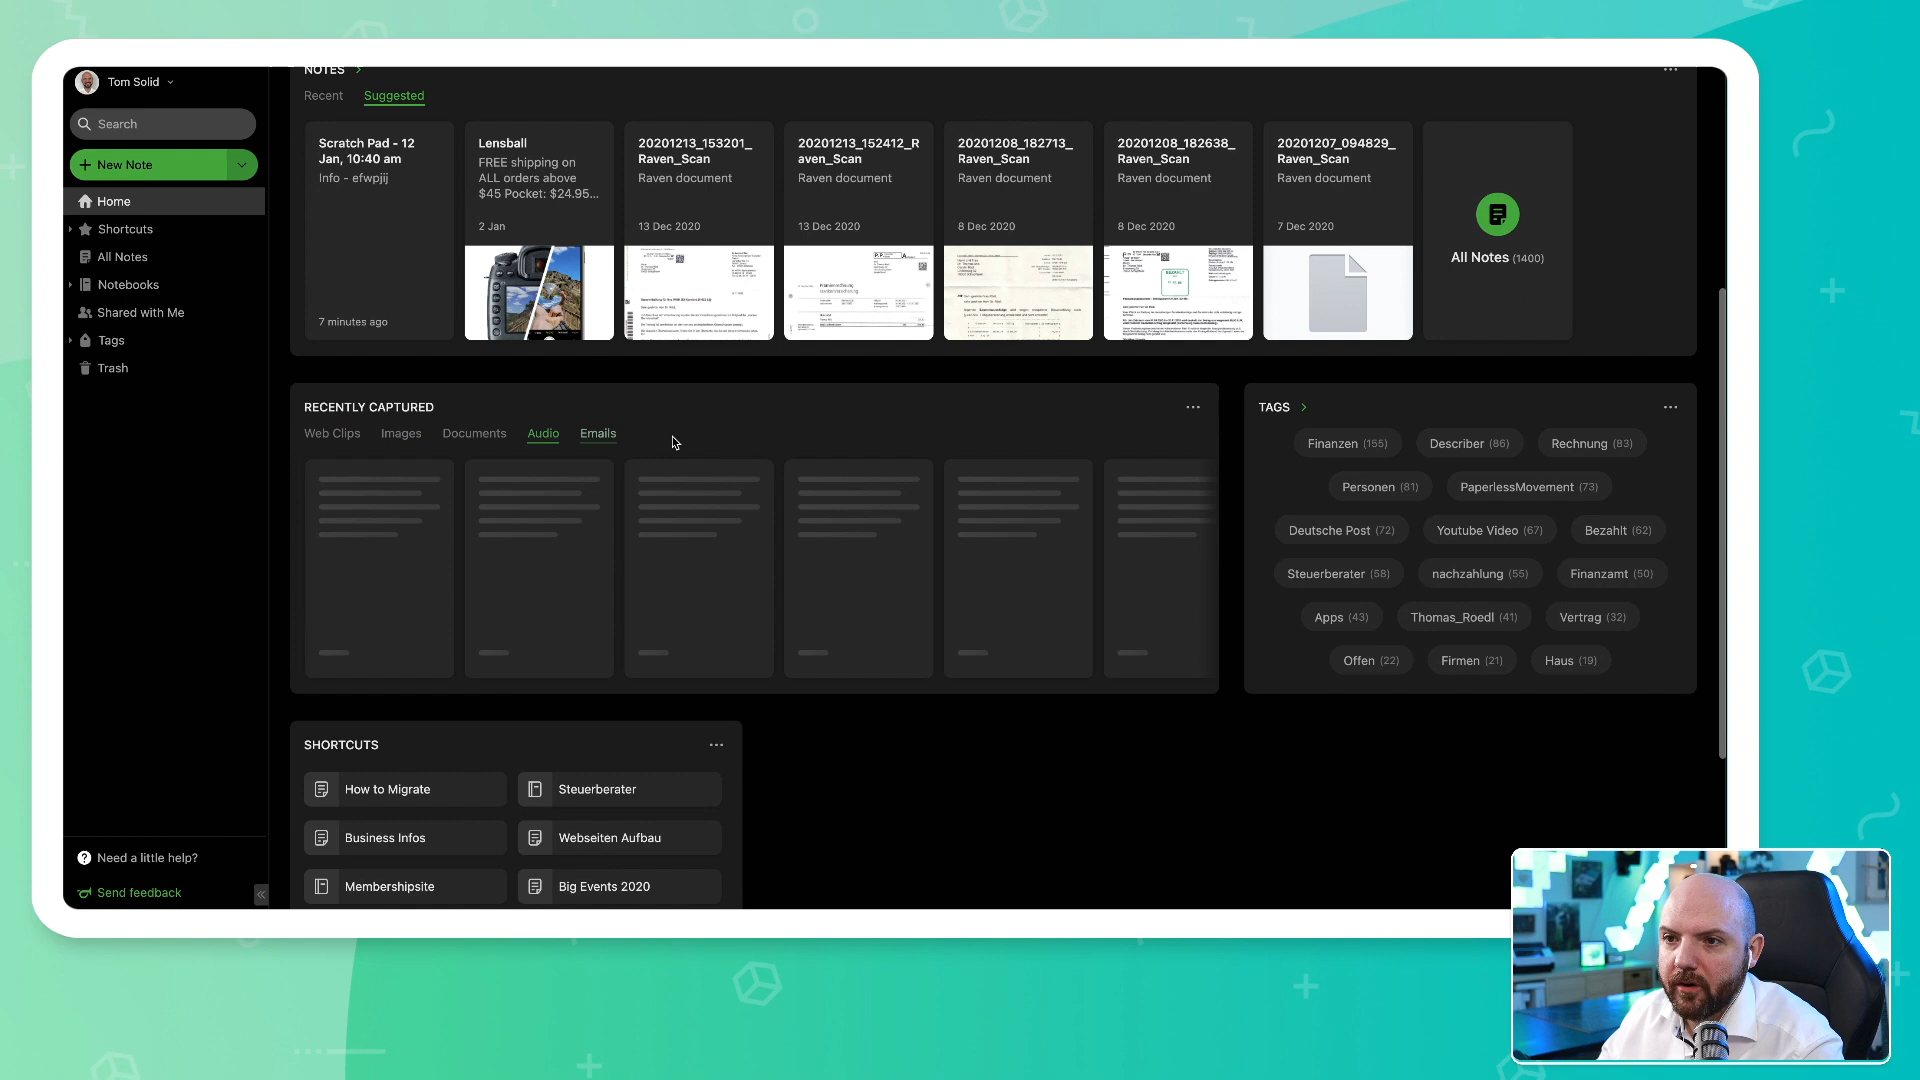 Tom Solid
Search
New Note
Home
Shortcuts
All Notes
Notebooks
Shared with Me
Tags
Trash
Need a little help?
Send feedback
NOTES
Recent
Suggested
Scratch Pad - 12
Jan, 10:40 am
Info - efwpjij
7 minutes ago
Lensball
FREE shipping on
ALL orders above
$45 Pocket: $24.95...
2 Jan
20201213_153201_
Raven_Scan
Raven document
13 Dec 2020
20201213_152412_R
aven_Scan
Raven document
13 Dec 2020
20201208_182713_
Raven_Scan
Raven document
8 Dec 2020
20201208_182638_
Raven_Scan
Raven document
8 Dec 2020
BEZAHLT
20201207_094829_
Raven_Scan
Raven document
7 Dec 2020
All Notes (1400)
RECENTLY CAPTURED
Web Clips
Images
Documents
Audio
Emails
TAGS
Finanzen (155)
Describer (86)
Rechnung (83)
Personen (81)
PaperlessMovement (73)
Deutsche Post (72)
Youtube Video (67)
Bezahlt (62)
Steuerberater (58)
nachzahlung (55)
Finanzamt (50)
Apps (43)
Thomas_Roedl (41)
Vertrag (32)
Offen (22)
Firmen (21)
Haus (19)
SHORTCUTS
How to Migrate
Steuerberater
Business Infos
Webseiten Aufbau
Membershipsite
Big Events 2020